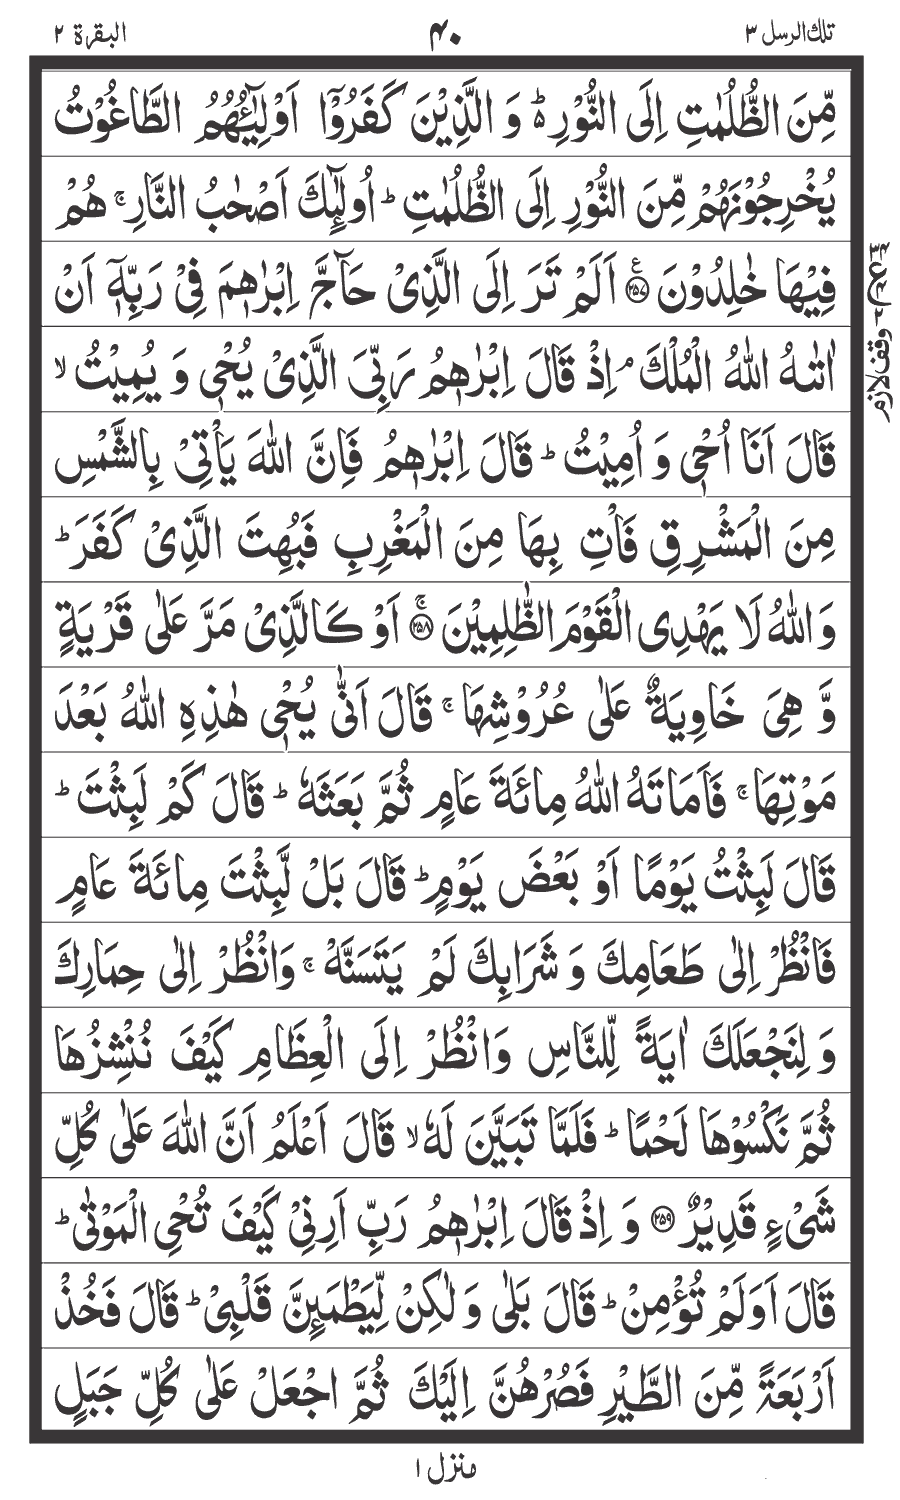 تلك الرسل ٣
٤٠
البقرة ٢
مِّنَ الظُّلُمٰتِ اِلَى النُّوْرِ ؕ۬ وَ الَّذِیْنَ كَفَرُوْۤا اَوْلِیٰٓـُٔهُمُ الطَّاغُوْتُ
یُخْرِجُوْنَهُمْ مِّنَ النُّوْرِ اِلَى الظُّلُمٰتِ ؕ اُولٰٓىِٕكَ اَصْحٰبُ النَّارِ ۚ هُمْ
فِیْهَا خٰلِدُوْنَ ﴿۲۵۷﴾ ع اَلَمْ تَرَ اِلَى الَّذِیْ حَآجَّ اِبْرٰهٖمَ فِیْ رَبِّهٖۤ اَنْ
اٰتٰىهُ اللّٰهُ الْمُلْكَ ۘ اِذْ قَالَ اِبْرٰهٖمُ رَبِّیَ الَّذِیْ یُحْیٖ وَ یُمِیْتُ ۙ
قَالَ اَنَا اُحْیٖ وَ اُمِیْتُ ؕ قَالَ اِبْرٰهٖمُ فَاِنَّ اللّٰهَ یَاْتِیْ بِالشَّمْسِ
مِنَ الْمَشْرِقِ فَاْتِ بِهَا مِنَ الْمَغْرِبِ فَبُهِتَ الَّذِیْ كَفَرَ ؕ
وَ اللّٰهُ لَا یَهْدِی الْقَوْمَ الظّٰلِمِیْنَ ﴿۲۵۸﴾ۚ اَوْ كَالَّذِیْ مَرَّ عَلٰى قَرْیَةٍ
وَّ هِیَ خَاوِیَةٌ عَلٰى عُرُوْشِهَا ۚ قَالَ اَنّٰى یُحْیٖ هٰذِهِ اللّٰهُ بَعْدَ
مَوْتِهَا ۚ فَاَمَاتَهُ اللّٰهُ مِائَةَ عَامٍ ثُمَّ بَعَثَهٗ ؕ قَالَ كَمْ لَبِثْتَ ؕ
قَالَ لَبِثْتُ یَوْمًا اَوْ بَعْضَ یَوْمٍ ؕ قَالَ بَلْ لَّبِثْتَ مِائَةَ عَامٍ
فَانْظُرْ اِلٰى طَعَامِكَ وَ شَرَابِكَ لَمْ یَتَسَنَّهْ ۚ وَانْظُرْ اِلٰى حِمَارِكَ
وَ لِنَجْعَلَكَ اٰیَةً لِّلنَّاسِ وَانْظُرْ اِلَى الْعِظَامِ كَیْفَ نُنْشِزُهَا
ثُمَّ نَكْسُوْهَا لَحْمًا ؕ فَلَمَّا تَبَیَّنَ لَهٗ ۙ قَالَ اَعْلَمُ اَنَّ اللّٰهَ عَلٰى كُلِّ
شَیْءٍ قَدِیْرٌ ﴿۲۵۹﴾ وَ اِذْ قَالَ اِبْرٰهٖمُ رَبِّ اَرِنِیْ كَیْفَ تُحْیِ الْمَوْتٰى ؕ
قَالَ اَوَلَمْ تُؤْمِنْ ؕ قَالَ بَلٰى وَ لٰكِنْ لِّیَطْمَىِٕنَّ قَلْبِیْ ؕ قَالَ فَخُذْ
اَرْبَعَةً مِّنَ الطَّیْرِ فَصُرْهُنَّ اِلَیْكَ ثُمَّ اجْعَلْ عَلٰى كُلِّ جَبَلٍ
وقف لازم
منزل ١